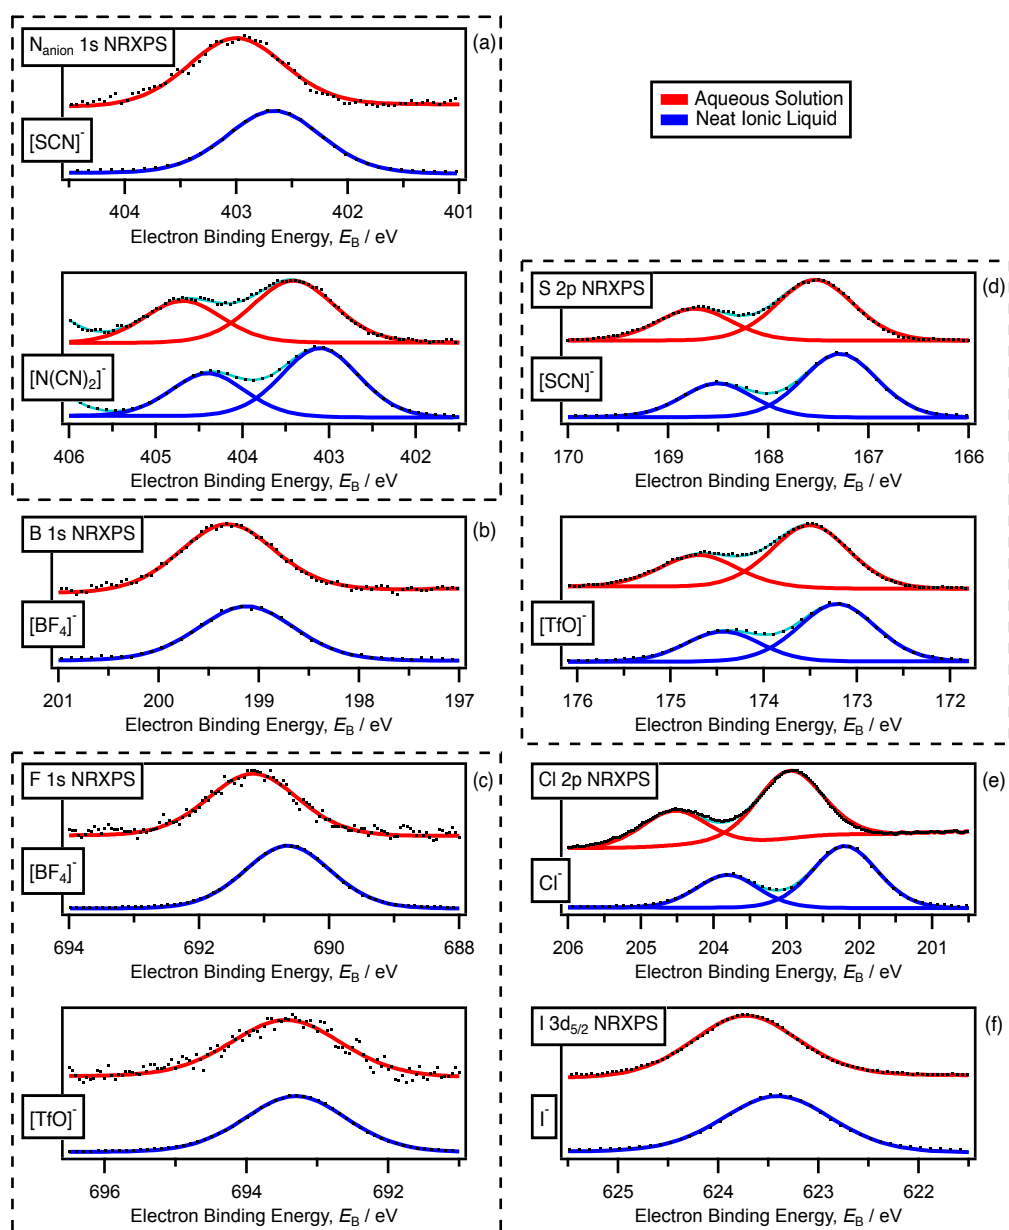 N_anion 1s NRXPS
(a)
[SCN]⁻
404 403 402 401
Electron Binding Energy, E_B / eV
[N(CN)₂]⁻
406 405 404 403 402
Electron Binding Energy, E_B / eV
Aqueous Solution
Neat Ionic Liquid
B 1s NRXPS
(b)
[BF₄]⁻
201 200 199 198 197
Electron Binding Energy, E_B / eV
F 1s NRXPS
(c)
[BF₄]⁻
694 692 690 688
Electron Binding Energy, E_B / eV
[TfO]⁻
696 694 692
Electron Binding Energy, E_B / eV
S 2p NRXPS
(d)
[SCN]⁻
170 169 168 167 166
Electron Binding Energy, E_B / eV
[TfO]⁻
176 175 174 173 172
Electron Binding Energy, E_B / eV
Cl 2p NRXPS
(e)
Cl⁻
206 205 204 203 202 201
Electron Binding Energy, E_B / eV
I 3d₅/₂ NRXPS
(f)
I⁻
625 624 623 622
Electron Binding Energy, E_B / eV